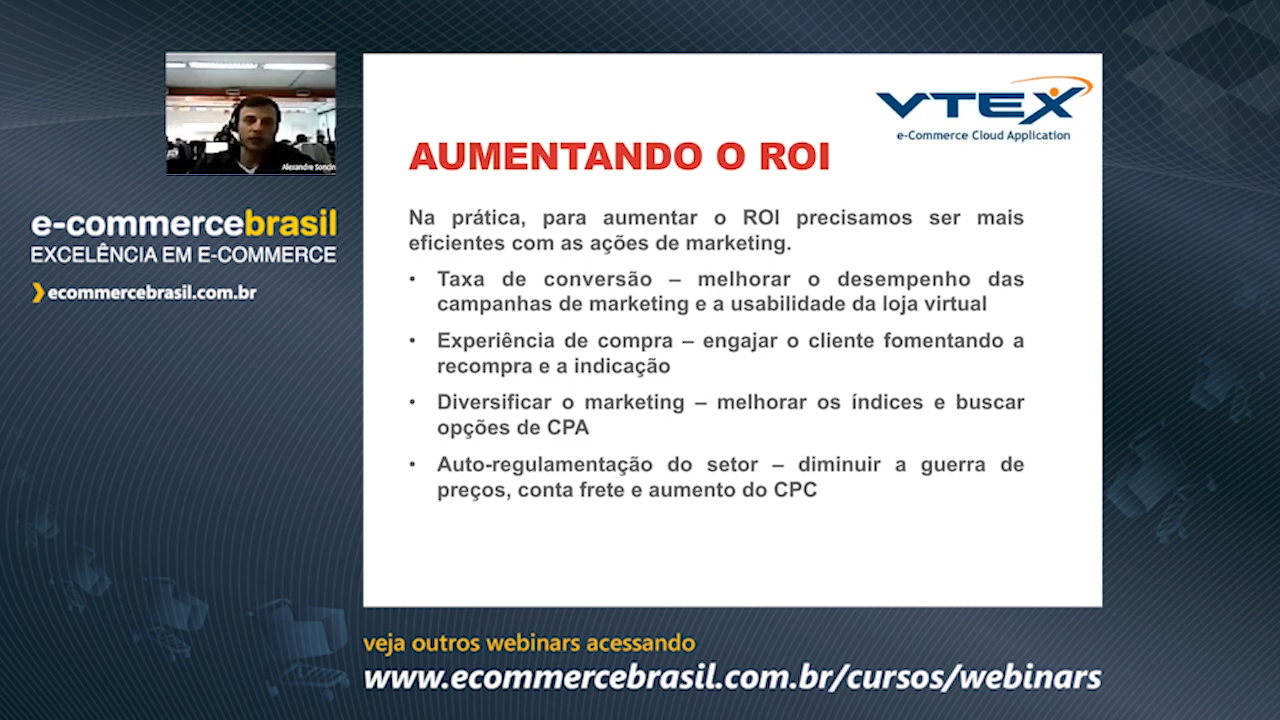 Alexandre Soncin
e-commercebrasil
EXCELÊNCIA EM E-COMMERCE
ecommercebrasil.com.br
VTEX
e-Commerce Cloud Application
AUMENTANDO O ROI
Na prática, para aumentar o ROI precisamos ser mais
eficientes com as ações de marketing.
• Taxa de conversão – melhorar o desempenho das
campanhas de marketing e a usabilidade da loja virtual
• Experiência de compra – engajar o cliente fomentando a
recompra e a indicação
• Diversificar o marketing – melhorar os índices e buscar
opções de CPA
• Auto-regulamentação do setor – diminuir a guerra de
preços, conta frete e aumento do CPC
veja outros webinars acessando
www.ecommercebrasil.com.br/cursos/webinars